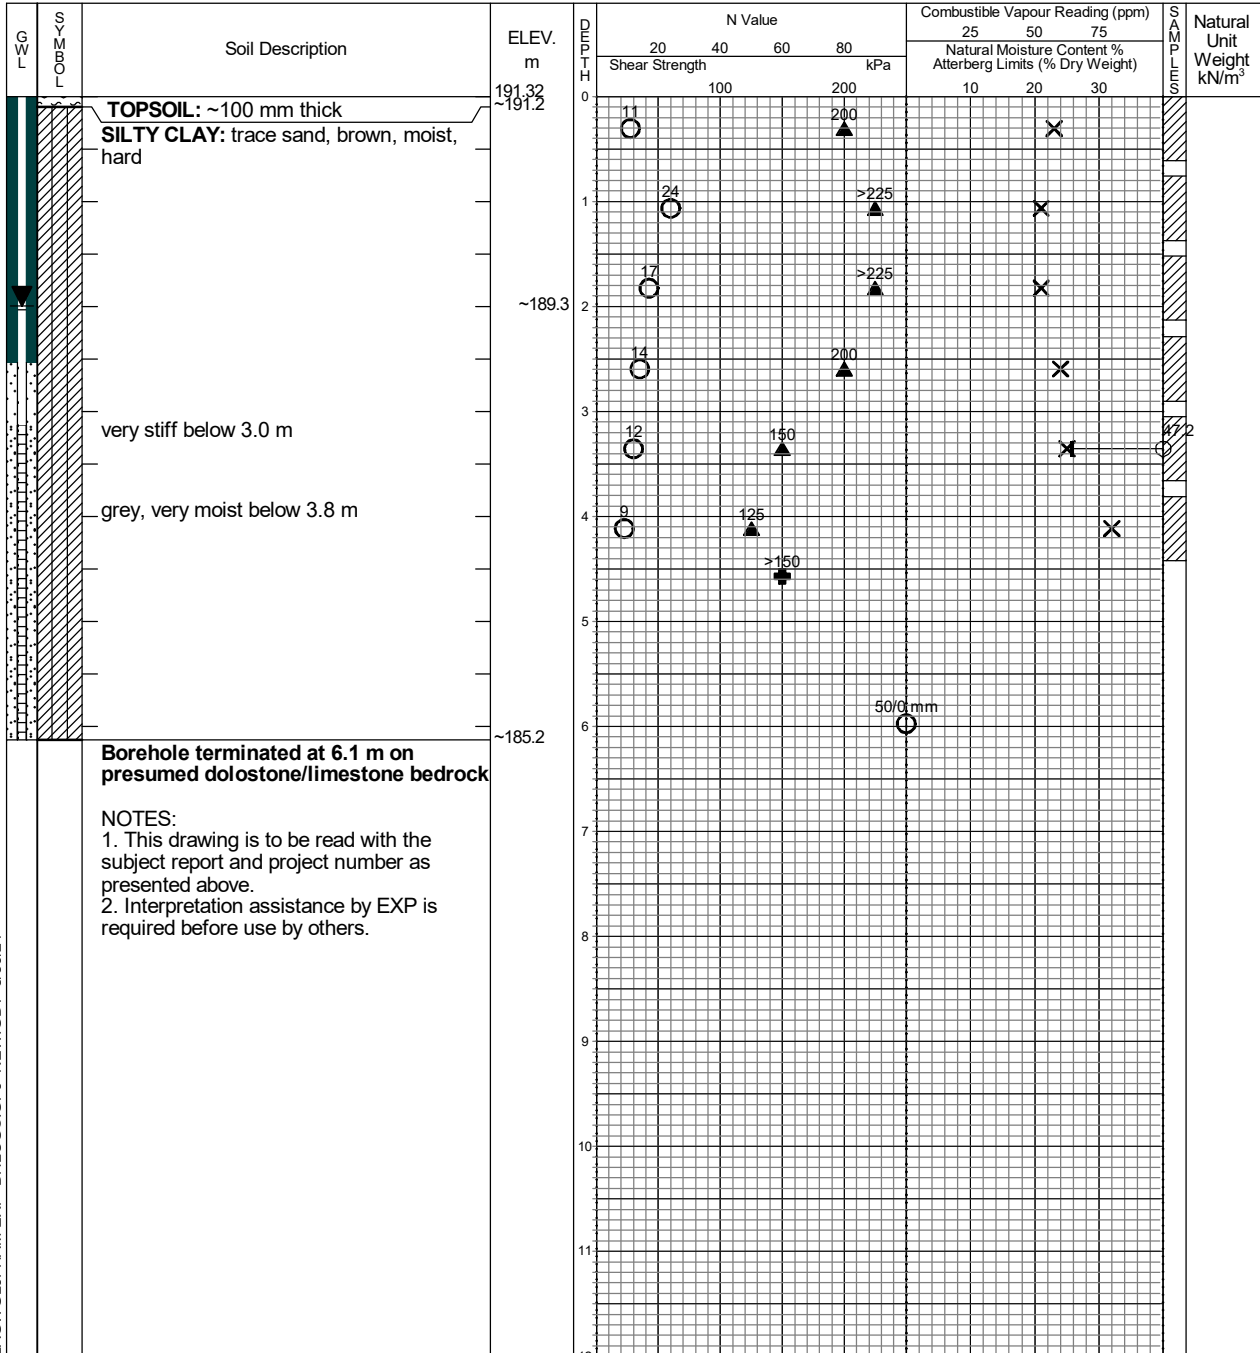 GWL
SYMBOL
Soil Description
ELEV.
m
DEPTH
N Value
20 40 60 80
Shear Strength kPa
100 200
Combustible Vapour Reading (ppm)
25 50 75
Natural Moisture Content %
Atterberg Limits (% Dry Weight)
10 20 30
SAMPLES
Natural
Unit
Weight
kN/m³
191.32
~191.2
0
TOPSOIL: ~100 mm thick
SILTY CLAY: trace sand, brown, moist,
hard
11 200
24 >225
1
17 >225
~189.3
2
14 200
3
very stiff below 3.0 m
12 150 47.2
grey, very moist below 3.8 m
4
9 125
>150
5
50/0 mm
6
~185.2
Borehole terminated at 6.1 m on
presumed dolostone/limestone bedrock
NOTES:
1. This drawing is to be read with the
subject report and project number as
presented above.
2. Interpretation assistance by EXP is
required before use by others.
7
8
9
10
11